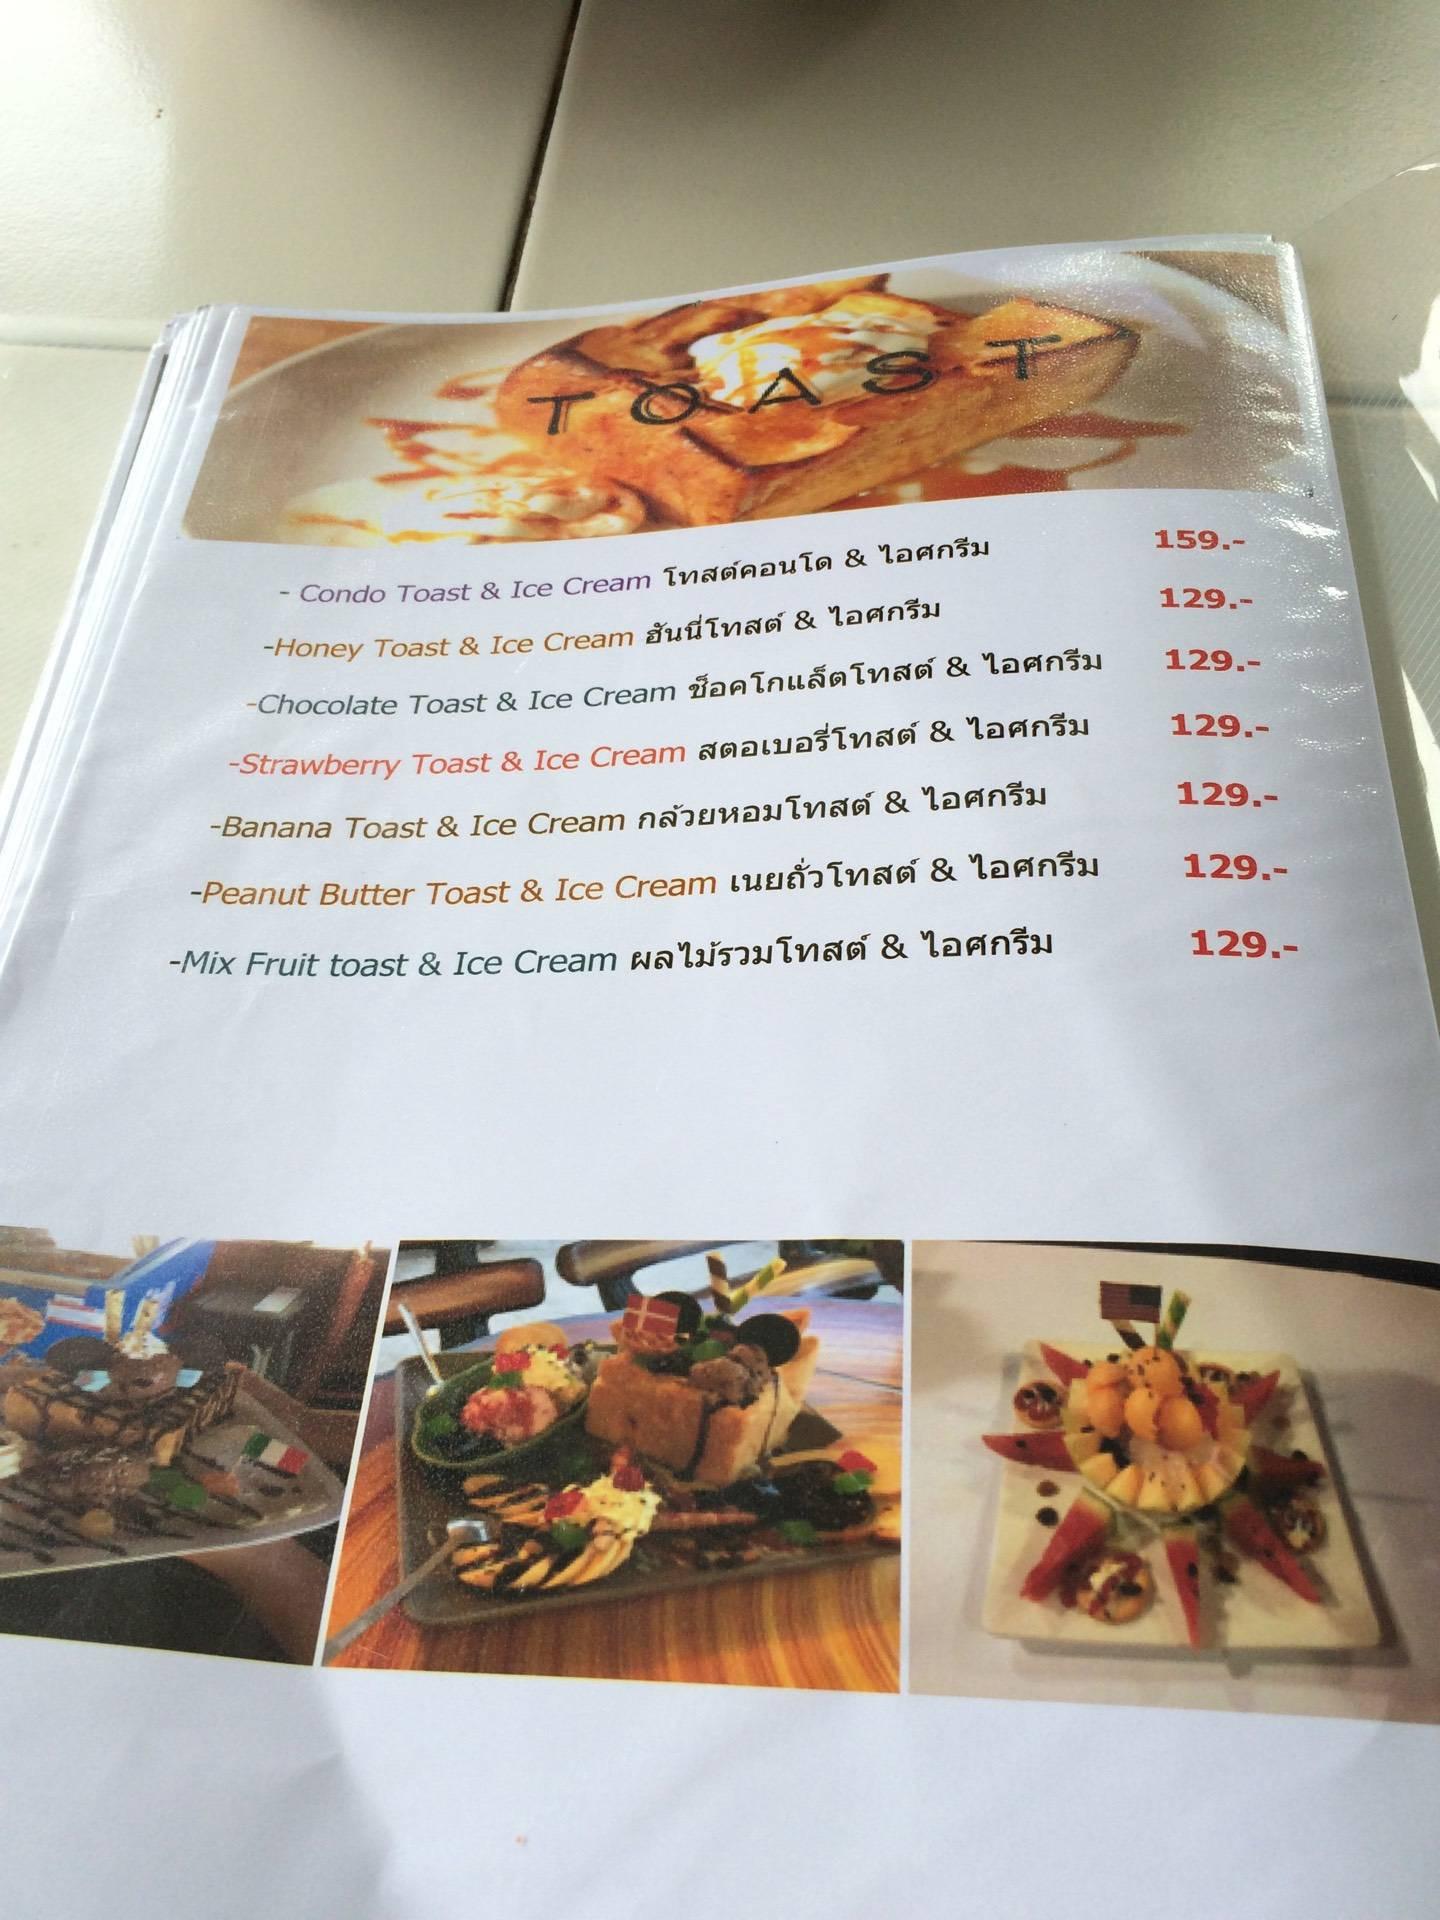 TOAST
- Condo Toast & Ice Cream โทสต์คอนโด & ไอศกรีม 159.-
-Honey Toast & Ice Cream ฮันนี่โทสต์ & ไอศกรีม 129.-
-Chocolate Toast & Ice Cream ช็อคโกแล็ตโทสต์ & ไอศกรีม 129.-
-Strawberry Toast & Ice Cream สตอเบอรี่โทสต์ & ไอศกรีม 129.-
-Banana Toast & Ice Cream กล้วยหอมโทสต์ & ไอศกรีม 129.-
-Peanut Butter Toast & Ice Cream เนยถั่วโทสต์ & ไอศกรีม 129.-
-Mix Fruit toast & Ice Cream ผลไม้รวมโทสต์ & ไอศกรีม 129.-